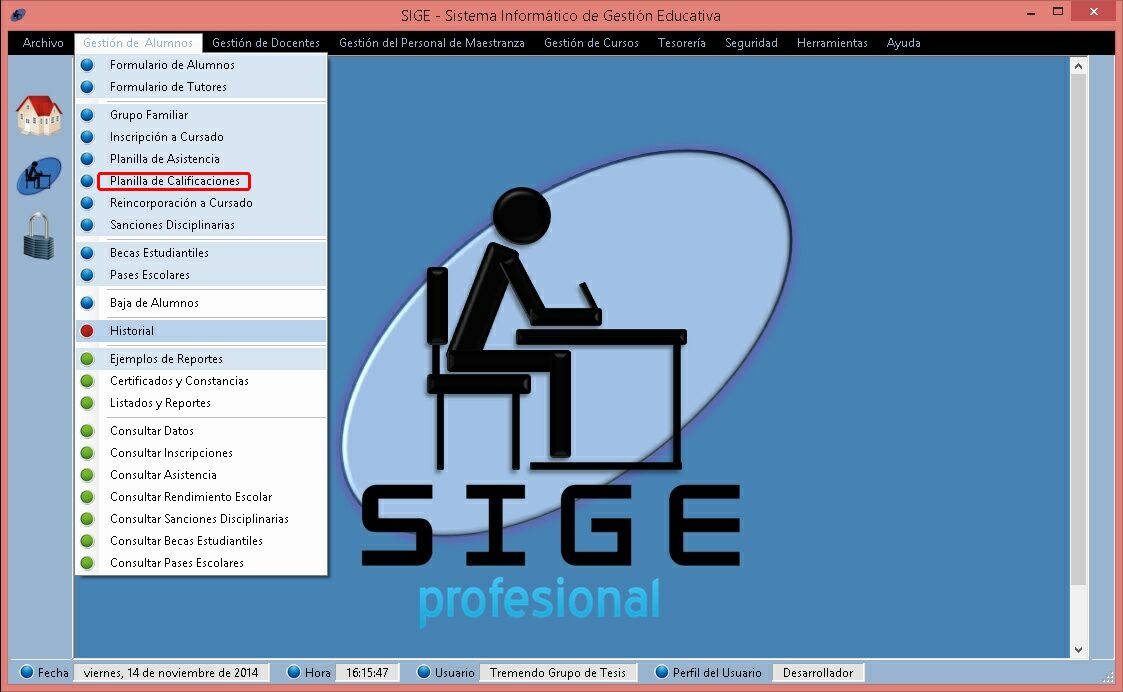 SIGE - Sistema Informático de Gestión Educativa
Archivo Gestión de Alumnos Gestión de Docentes Gestión del Personal de Maestranza Gestión de Cursos Tesorería Seguridad Herramientas Ayuda
Formulario de Alumnos
Formulario de Tutores
Grupo Familiar
Inscripción a Cursado
Planilla de Asistencia
Planilla de Calificaciones
Reincorporación a Cursado
Sanciones Disciplinarias
Becas Estudiantiles
Pases Escolares
Baja de Alumnos
Historial
Ejemplos de Reportes
Certificados y Constancias
Listados y Reportes
Consultar Datos
Consultar Inscripciones
Consultar Asistencia
Consultar Rendimiento Escolar
Consultar Sanciones Disciplinarias
Consultar Becas Estudiantiles
Consultar Pases Escolares
SIGE
profesional
Fecha viernes, 14 de noviembre de 2014 Hora 16:15:47 Usuario Tremendo Grupo de Tesis Perfil del Usuario Desarrollador